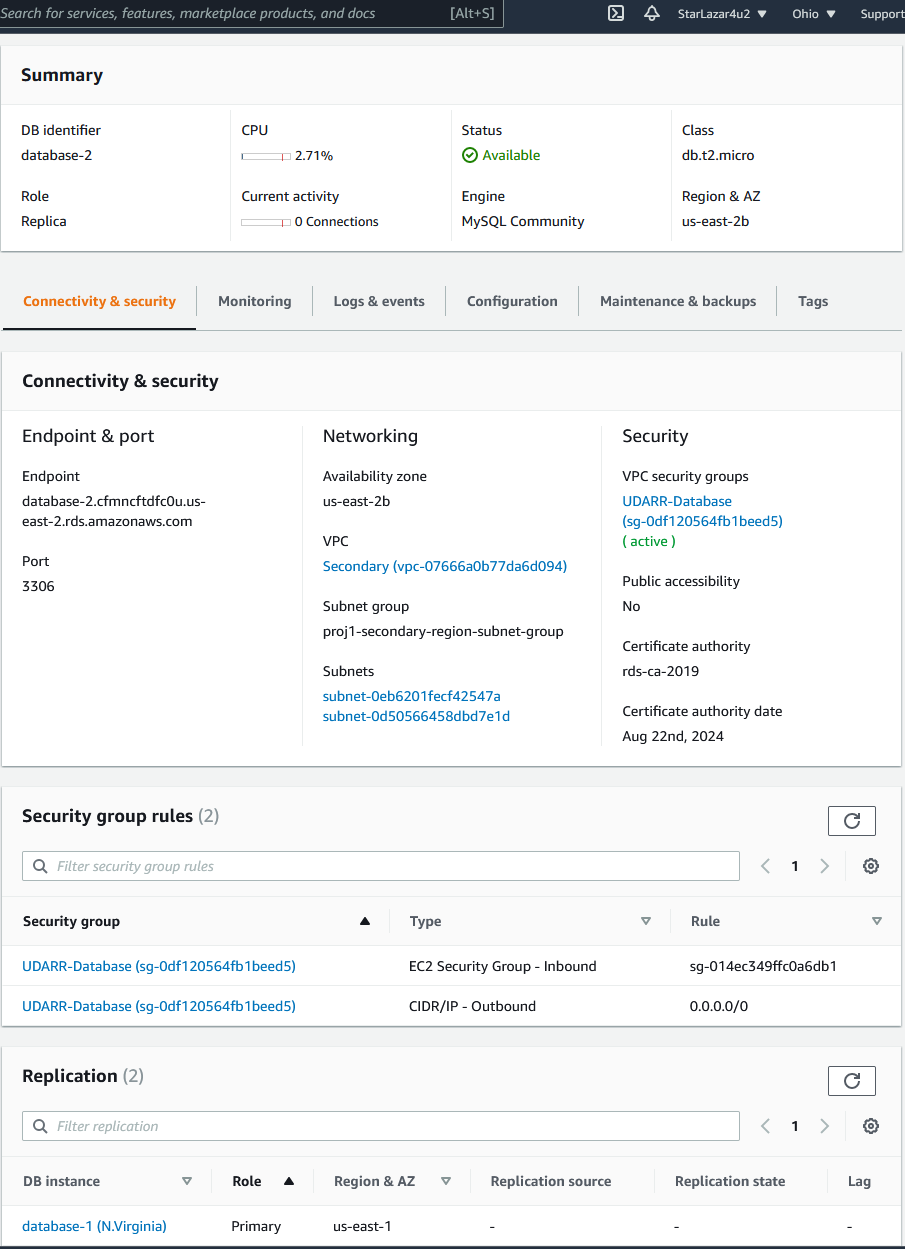 Search for services, features, marketplace products, and docs [Alt+S] StarLazar4u2 ▼ Ohio ▼ Support
Summary
DB identifier CPU Status Class
database-2 2.71% Available db.t2.micro
Role Current activity Engine Region & AZ
Replica 0 Connections MySQL Community us-east-2b
Connectivity & security Monitoring Logs & events Configuration Maintenance & backups Tags
Connectivity & security
Endpoint & port
Endpoint
database-2.cfmncftdfc0u.us-
east-2.rds.amazonaws.com
Port
3306
Networking
Availability zone
us-east-2b
VPC
Secondary (vpc-07666a0b77da6d094)
Subnet group
proj1-secondary-region-subnet-group
Subnets
subnet-0eb6201fecf42547a
subnet-0d50566458dbd7e1d
Security
VPC security groups
UDARR-Database
(sg-0df120564fb1beed5)
( active )
Public accessibility
No
Certificate authority
rds-ca-2019
Certificate authority date
Aug 22nd, 2024
Security group rules (2)
Filter security group rules 1
Security group Type Rule
UDARR-Database (sg-0df120564fb1beed5) EC2 Security Group - Inbound sg-014ec349ffc0a6db1
UDARR-Database (sg-0df120564fb1beed5) CIDR/IP - Outbound 0.0.0.0/0
Replication (2)
Filter replication 1
DB instance Role Region & AZ Replication source Replication state Lag
database-1 (N.Virginia) Primary us-east-1 - - -